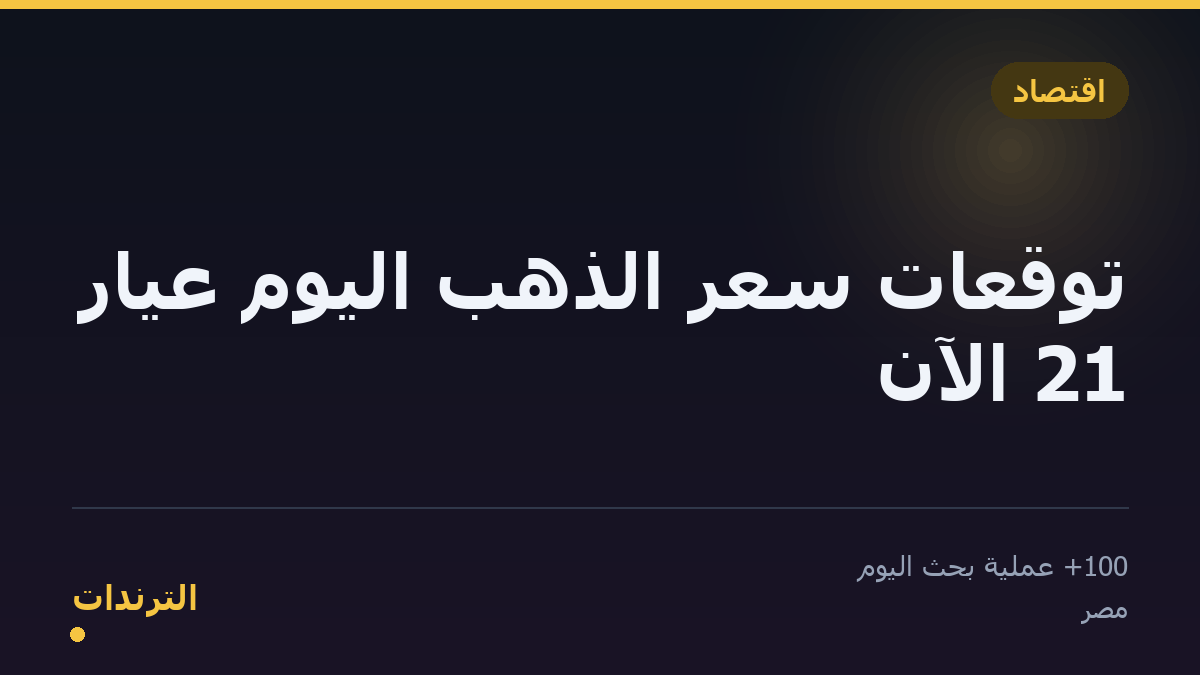 اقتصاد
توقعات سعر الذهب اليوم عيار
21 الآن
100+ عملية بحث اليوم
مصر
الترندات